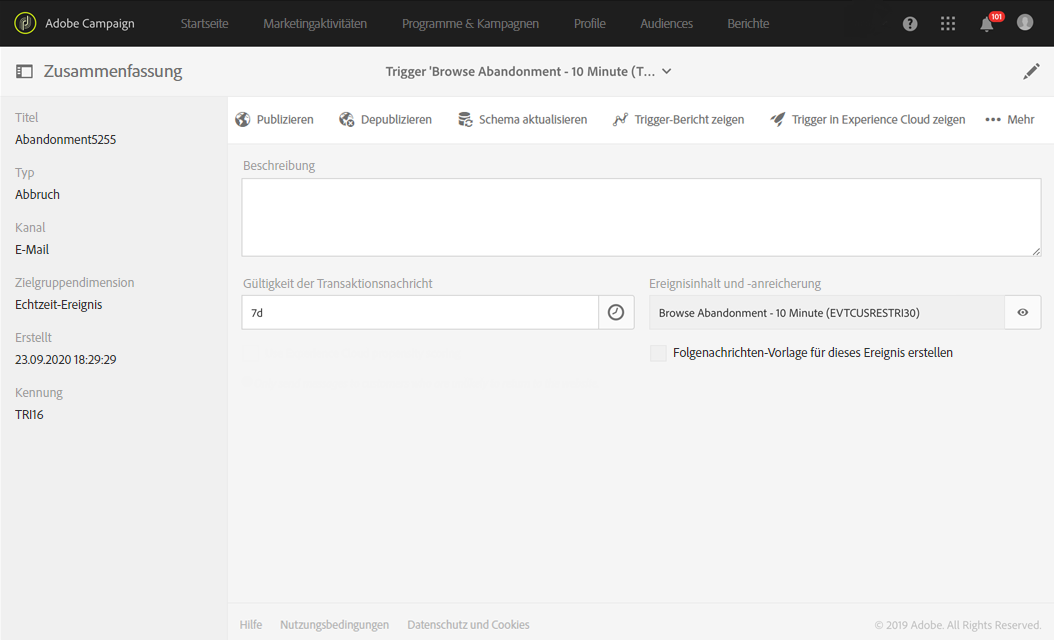 Adobe Campaign Startseite Marketingaktivitäten Programme & Kampagnen Profile Audiences Berichte 101
Zusammenfassung Trigger 'Browse Abandonment - 10 Minute (T...
Titel
Abandonment5255
Typ
Abbruch
Kanal
E-Mail
Zielgruppendimension
Echtzeit-Ereignis
Erstellt
23.09.2020 18:29:29
Kennung
TRI16
Publizieren Depublizieren Schema aktualisieren Trigger-Bericht zeigen Trigger in Experience Cloud zeigen Mehr
Beschreibung
Gültigkeit der Transaktionsnachricht Ereignisinhalt und -anreicherung
7d Browse Abandonment - 10 Minute (EVTCUSRESTRI30)
Folgenachrichten-Vorlage für dieses Ereignis erstellen
Hilfe Nutzungsbedingungen Datenschutz und Cookies © 2019 Adobe. All Rights Reserved.